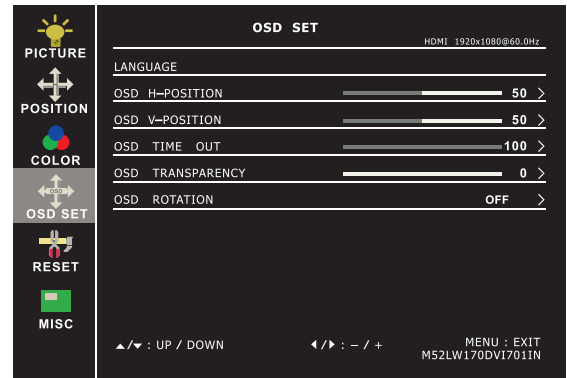 OSD SET
HDMI 1920x1080@60.0Hz
PICTURE
POSITION
COLOR
OSD
OSD SET
RESET
MISC
LANGUAGE
OSD H-POSITION 50 >
OSD V-POSITION 50 >
OSD TIME OUT 100 >
OSD TRANSPARENCY 0 >
OSD ROTATION OFF >
▲/▼ : UP / DOWN ◀/▶ : - / + MENU : EXIT
M52LW170DVI701IN